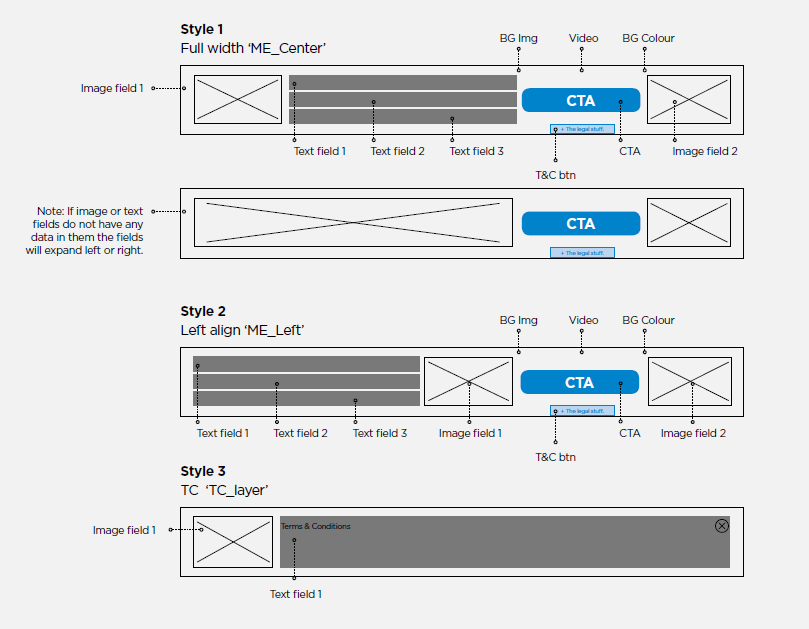 Style 1
Full width ‘ME_Center’
BG Img
Video
BG Colour
Image field 1
CTA
+ The legal stuff.
Text field 1
Text field 2
Text field 3
CTA
Image field 2
T&C btn
Note: If image or text
fields do not have any
data in them the fields
will expand left or right.
CTA
+ The legal stuff.
Style 2
Left align ‘ME_Left’
BG Img
Video
BG Colour
CTA
+ The legal stuff.
Text field 1
Text field 2
Text field 3
Image field 1
CTA
Image field 2
T&C btn
Style 3
TC ‘TC_layer’
Image field 1
Terms & Conditions
Text field 1